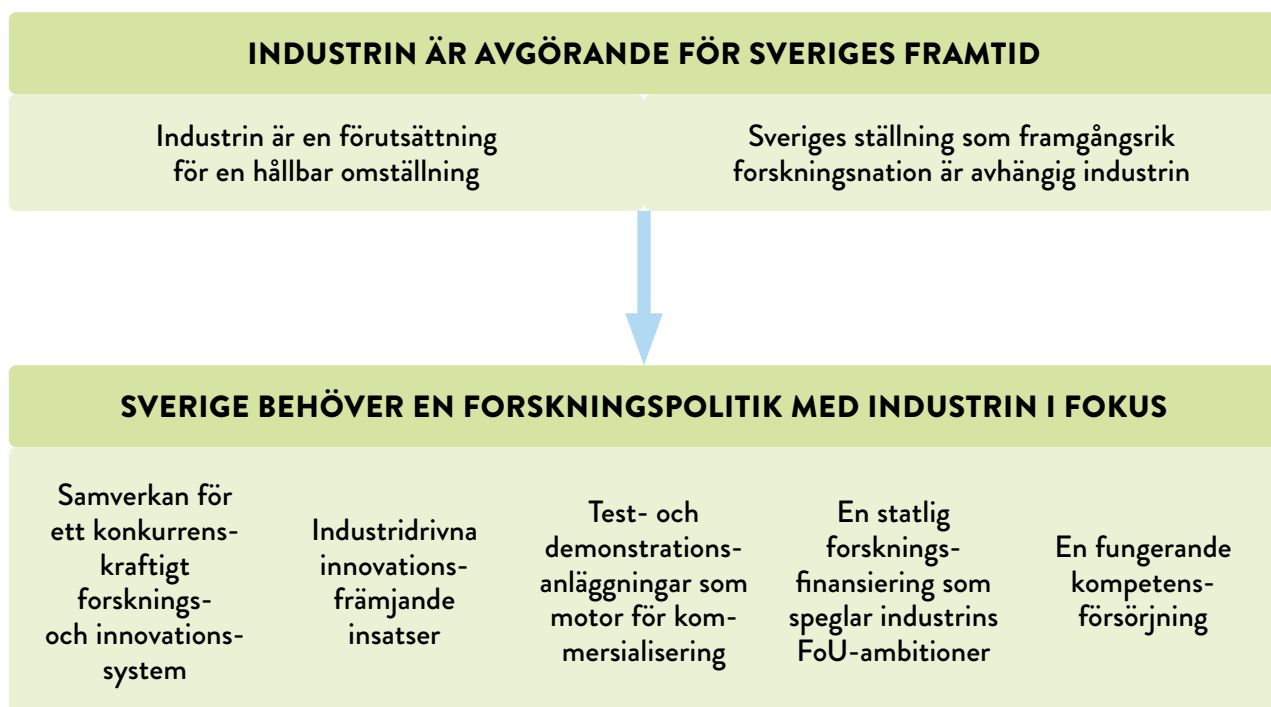 INDUSTRIN ÄR AVGÖRANDE FÖR SVERIGES FRAMTID
Industrin är en förutsättning
för en hållbar omställning
Sveriges ställning som framgångsrik
forskningsnation är avhängig industrin
SVERIGE BEHÖVER EN FORSKNINGSPOLITIK MED INDUSTRIN I FOKUS
Samverkan för
ett konkurrens-
kraftigt
forsknings-
och innovations-
system
Industridrivna
innovations-
främjande
insatser
Test- och
demonstrations-
anläggningar som
motor för kom-
mersialisering
En statlig
forsknings-
finansiering som
speglar industrins
FoU-ambitioner
En fungerande
kompetens-
försörjning